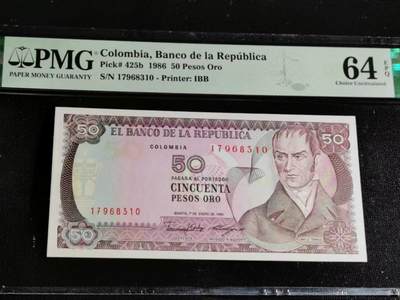 PMG
PAPER MONEY GUARANTY
Colombia, Banco de la República
Pick# 425b 1986 50 Pesos Oro
S/N 17968310 - Printer: IBB
64 EPQ
Choice Uncirculated
50
EL BANCO DE LA REPUBLICA
50
COLOMBIA
17968310
50
PAGARA AL PORTADOR
CINCUENTA
PESOS ORO
17968310
50